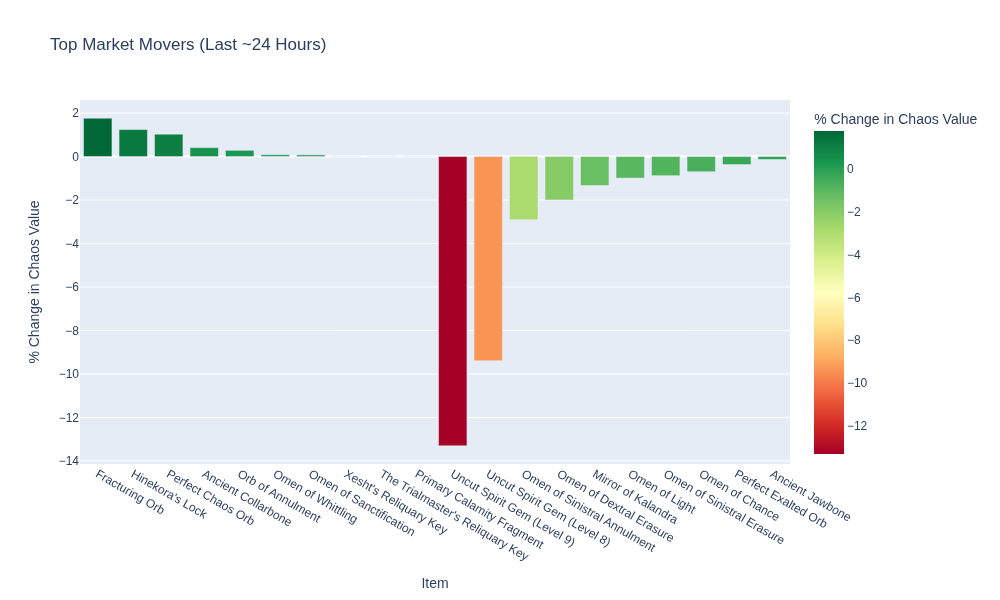 Top Market Movers (Last ~24 Hours)
% Change in Chaos Value
2
0
−2
−4
−6
−8
−10
−12
−14
% Change in Chaos Value
0
−2
−4
−6
−8
−10
−12
Fracturing Orb
Hinekora's Lock
Perfect Chaos Orb
Ancient Collarbone
Orb of Annulment
Omen of Whittling
Omen of Sanctification
Xesht's Reliquary Key
The Trialmaster's Reliquary Key
Primary Calamity Fragment
Uncut Spirit Gem (Level 9)
Uncut Spirit Gem (Level 8)
Omen of Sinistral Annulment
Omen of Dextral Erasure
Mirror of Kalandra
Omen of Light
Omen of Sinistral Erasure
Omen of Chance
Perfect Exalted Orb
Ancient Jawbone
Item